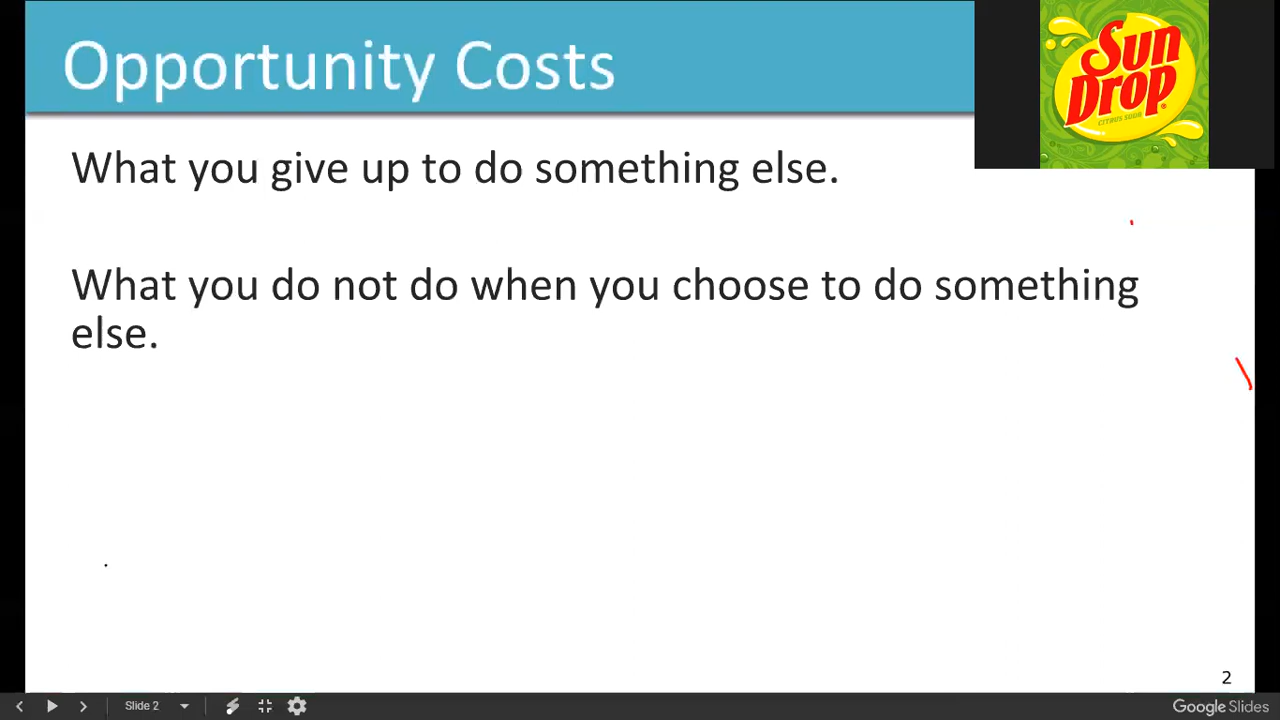 Opportunity Costs
Sun
Drop
CITRUS SODA
What you give up to do something else.
What you do not do when you choose to do something
else.
2
Slide 2
Google Slides